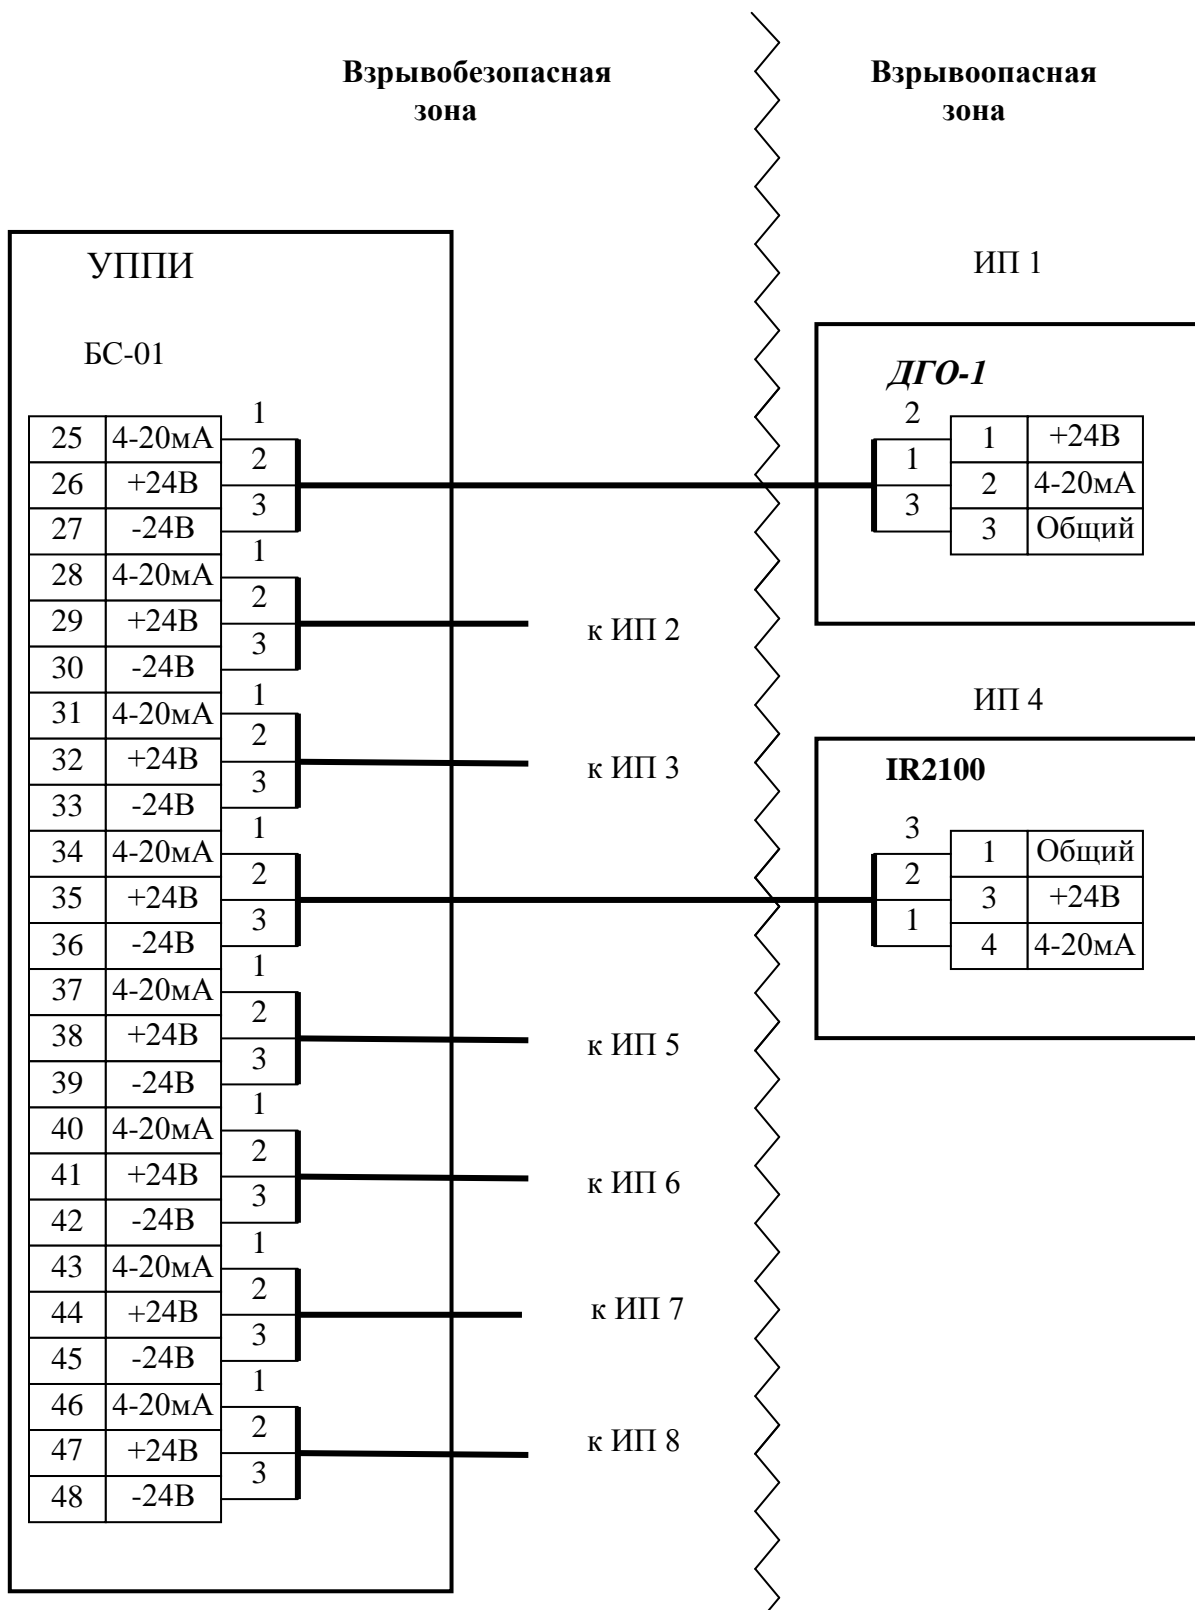 Взрывобезопасная
зона
Взрывоопасная
зона
УППИ
БС-01
25 4-20мА 1
26 +24В 2
27 -24В 3
28 4-20мА 1
29 +24В 2
30 -24В 3
к ИП 2
31 4-20мА 1
32 +24В 2
33 -24В 3
к ИП 3
34 4-20мА 1
35 +24В 2
36 -24В 3
37 4-20мА 1
38 +24В 2
39 -24В 3
к ИП 5
40 4-20мА 1
41 +24В 2
42 -24В 3
к ИП 6
43 4-20мА 1
44 +24В 2
45 -24В 3
к ИП 7
46 4-20мА 1
47 +24В 2
48 -24В 3
к ИП 8
ИП 1
ДГО-1
2 1 +24В
1 2 4-20мА
3 3 Общий
ИП 4
IR2100
3 1 Общий
2 3 +24В
1 4 4-20мА